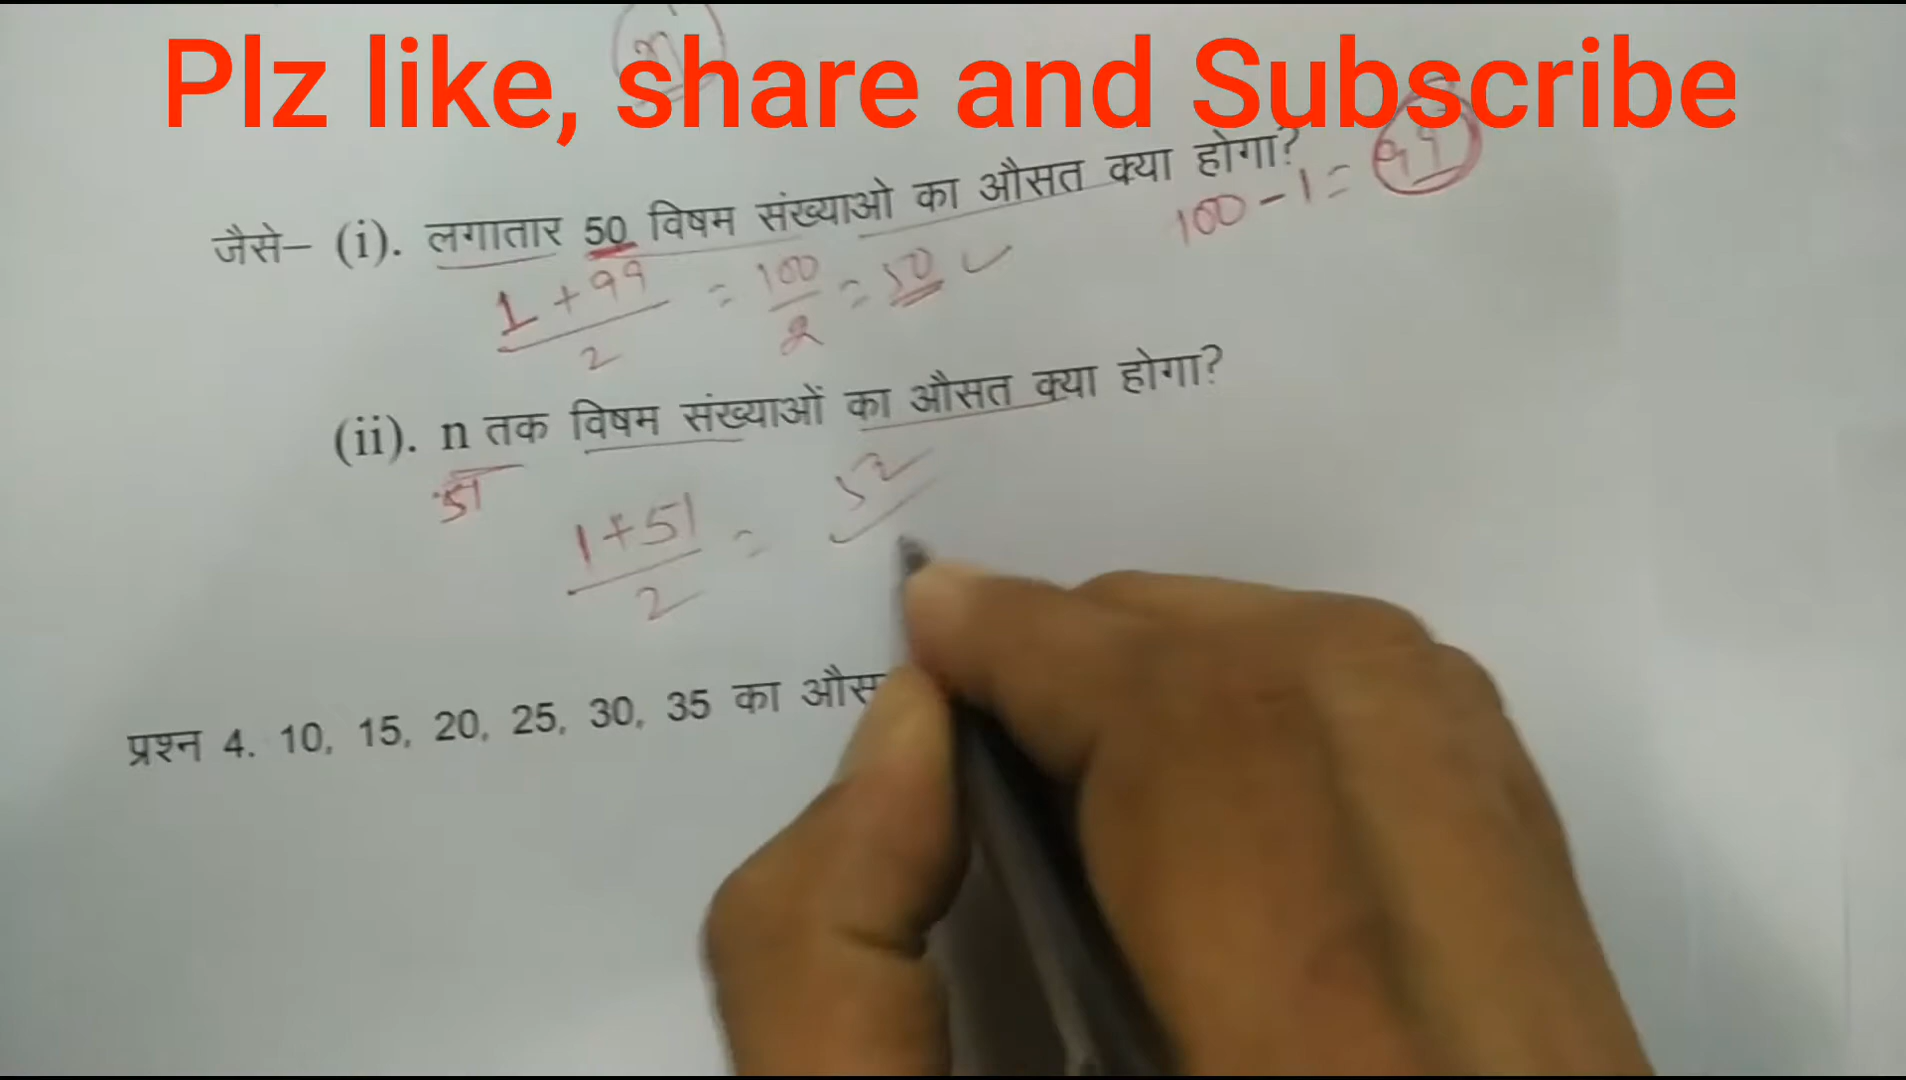 Plz like, share and Subscribe
जैसे– (i). लगातार 50 विषम संख्याओ का औसत क्या होगा?
100 - 1 = 99
1 + 99 / 2 = 100 / 2 = 50 ✓
(ii). n तक विषम संख्याओं का औसत क्या होगा?
51
1 + 51 / 2 = 52
प्रश्न 4. 10, 15, 20, 25, 30, 35 का औस